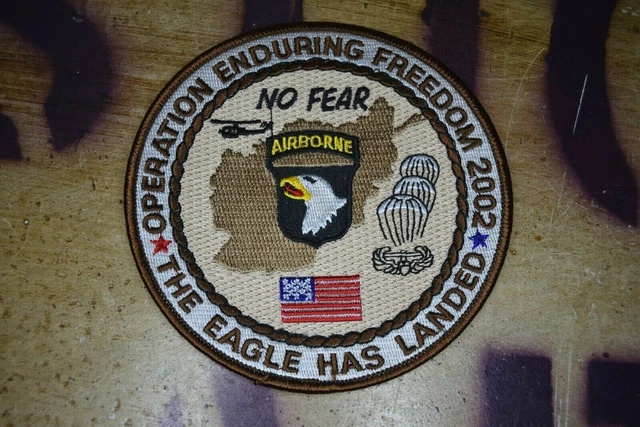 OPERATION ENDURING FREEDOM 2002
NO FEAR
AIRBORNE
THE EAGLE HAS LANDED